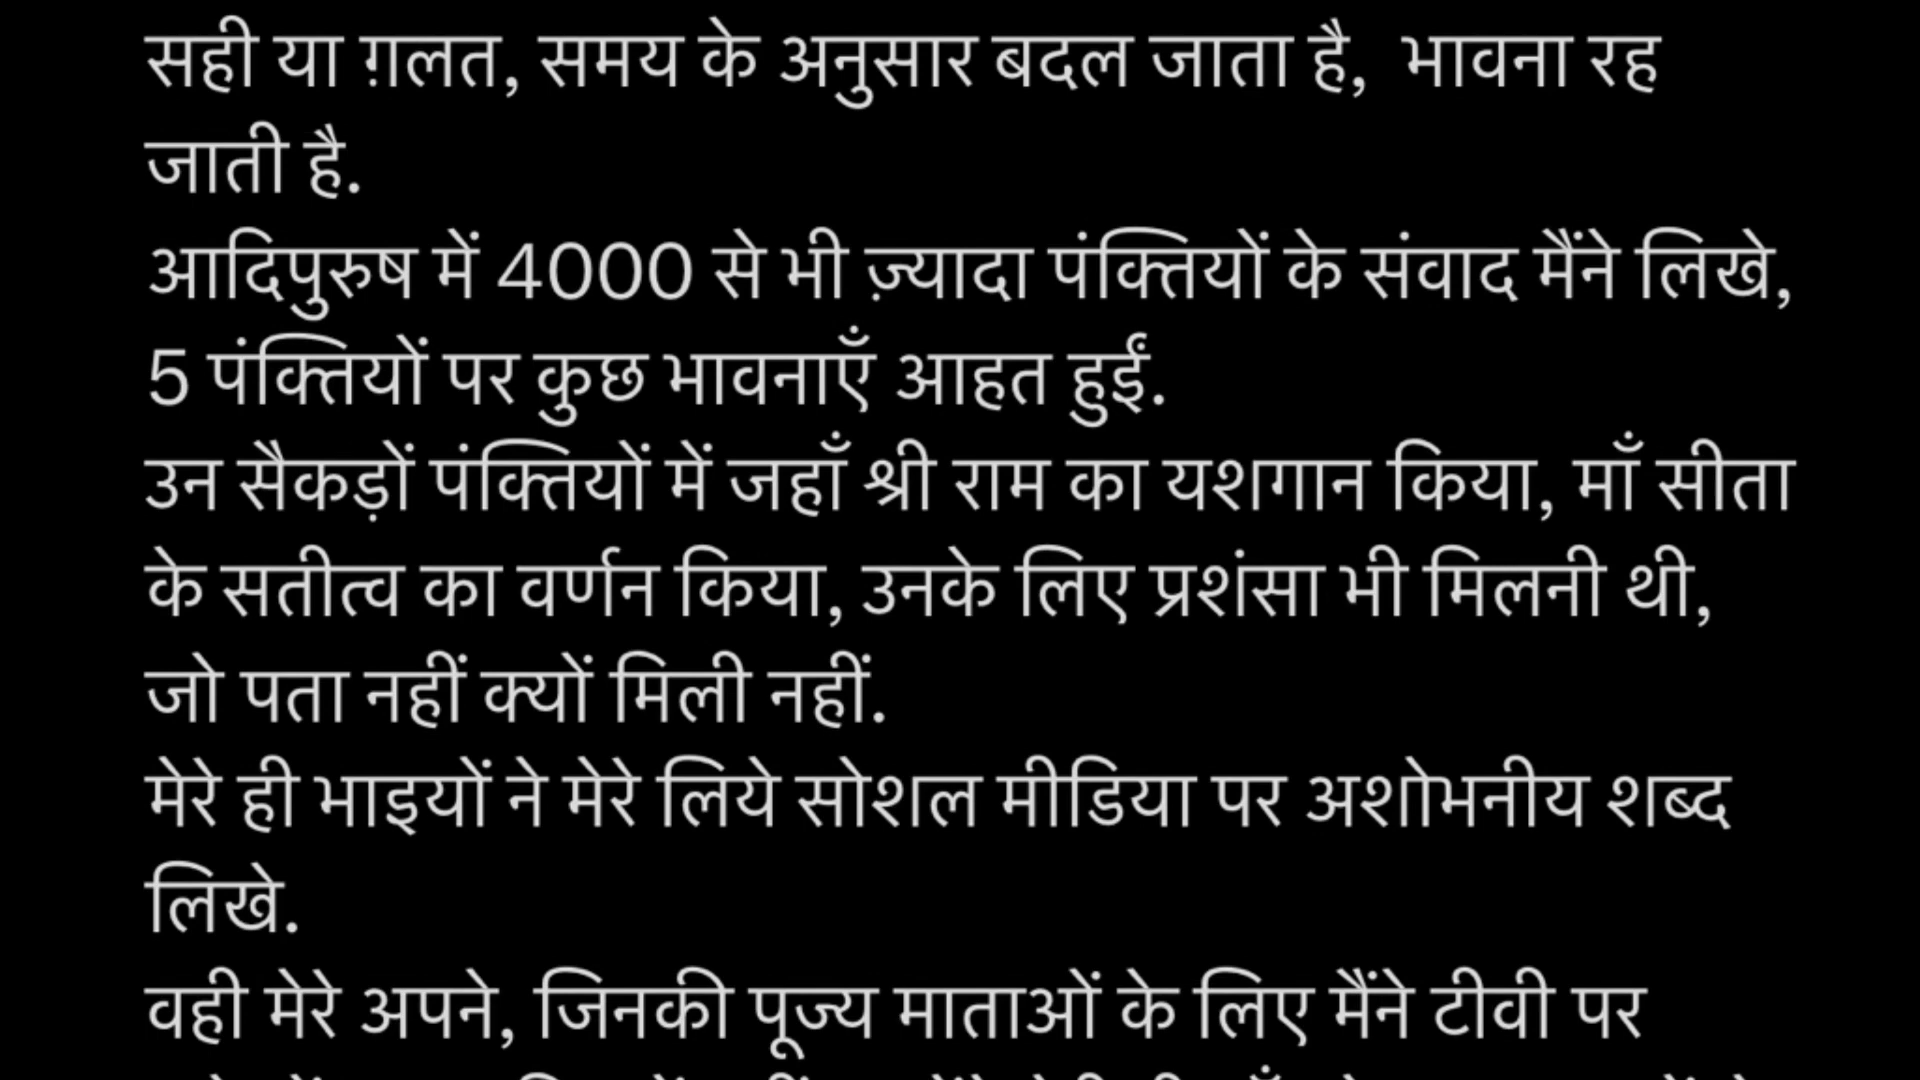 सही या ग़लत, समय के अनुसार बदल जाता है, भावना रह
जाती है.
आदिपुरुष में 4000 से भी ज़्यादा पंक्तियों के संवाद मैंने लिखे,
5 पंक्तियों पर कुछ भावनाएँ आहत हुईं.
उन सैकड़ों पंक्तियों में जहाँ श्री राम का यशगान किया, माँ सीता
के सतीत्व का वर्णन किया, उनके लिए प्रशंसा भी मिलनी थी,
जो पता नहीं क्यों मिली नहीं.
मेरे ही भाइयों ने मेरे लिये सोशल मीडिया पर अशोभनीय शब्द
लिखे.
वही मेरे अपने, जिनकी पूज्य माताओं के लिए मैंने टीवी पर